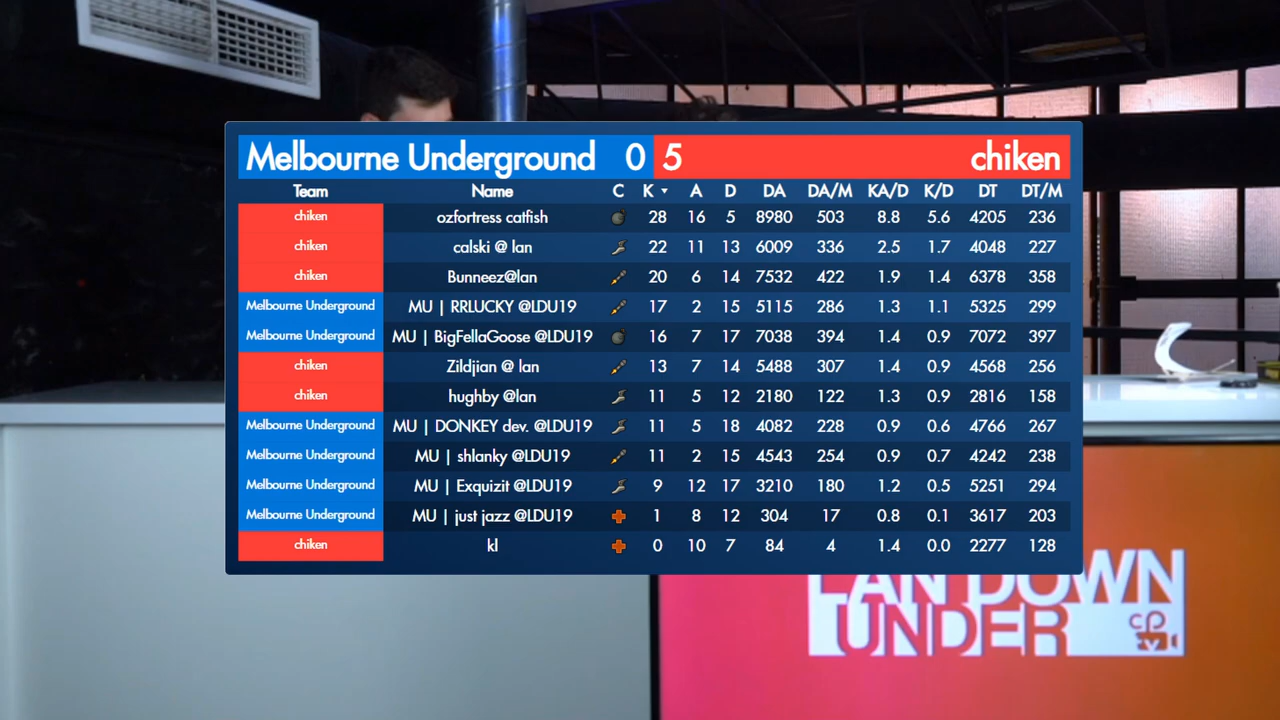 Melbourne Underground 0 5 chiken
Team Name C K A D DA DA/M KA/D K/D DT DT/M
chiken ozfortress catfish 28 16 5 8980 503 8.8 5.6 4205 236
chiken calski @ lan 22 11 13 6009 336 2.5 1.7 4048 227
chiken Bunneez@lan 20 6 14 7532 422 1.9 1.4 6378 358
Melbourne Underground MU | RRLUCKY @LDU19 17 2 15 5115 286 1.3 1.1 5325 299
Melbourne Underground MU | BigFellaGoose @LDU19 16 7 17 7038 394 1.4 0.9 7072 397
chiken Zildjian @ lan 13 7 14 5488 307 1.4 0.9 4568 256
chiken hughby @lan 11 5 12 2180 122 1.3 0.9 2816 158
Melbourne Underground MU | DONKEY dev. @LDU19 11 5 18 4082 228 0.9 0.6 4766 267
Melbourne Underground MU | shlanky @LDU19 11 2 15 4543 254 0.9 0.7 4242 238
Melbourne Underground MU | Exquizit @LDU19 9 12 17 3210 180 1.2 0.5 5251 294
Melbourne Underground MU | just jazz @LDU19 1 8 12 304 17 0.8 0.1 3617 203
chiken kl 0 10 7 84 4 1.4 0.0 2277 128
LAN DOWN
UNDER
cp
tv